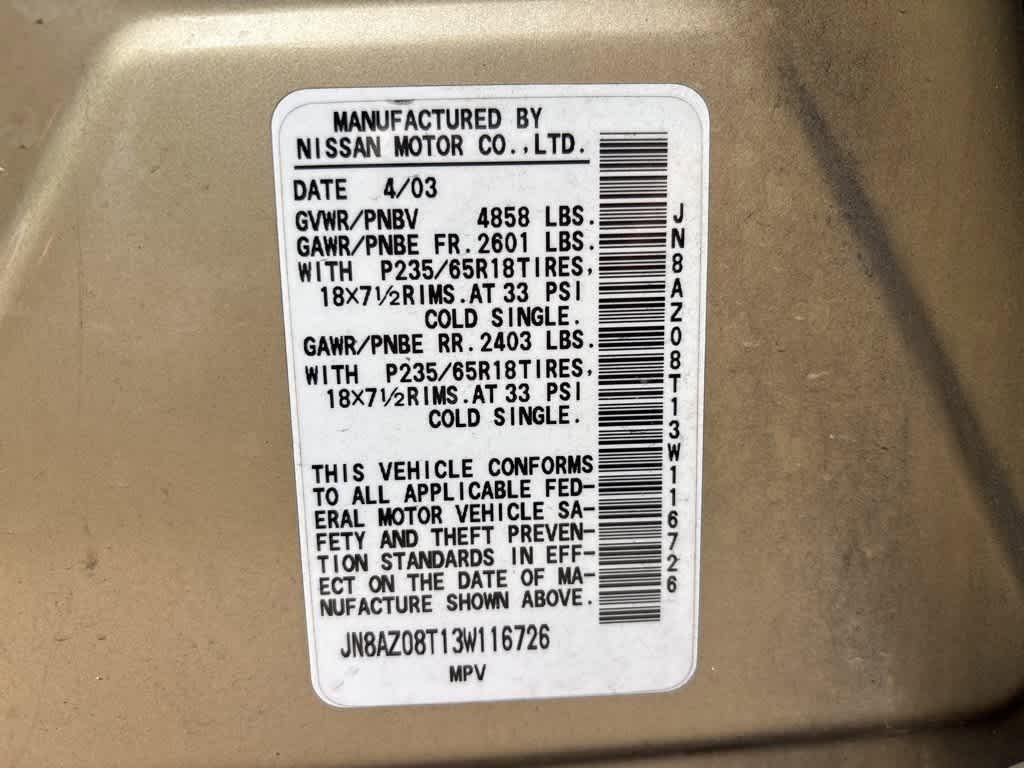 MANUFACTURED BY
NISSAN MOTOR CO.,LTD.
DATE 4/03
GVWR/PNBV 4858 LBS.
GAWR/PNBE FR.2601 LBS.
WITH P235/65R18TIRES,
18×7½RIMS.AT 33 PSI
COLD SINGLE.
GAWR/PNBE RR.2403 LBS.
WITH P235/65R18TIRES,
18×7½RIMS.AT 33 PSI
COLD SINGLE.
THIS VEHICLE CONFORMS
TO ALL APPLICABLE FED-
ERAL MOTOR VEHICLE SA-
FETY AND THEFT PREVEN-
TION STANDARDS IN EFF-
ECT ON THE DATE OF MA-
NUFACTURE SHOWN ABOVE.
JN8AZ08T13W116726
MPV
JN8AZ08T13W116726